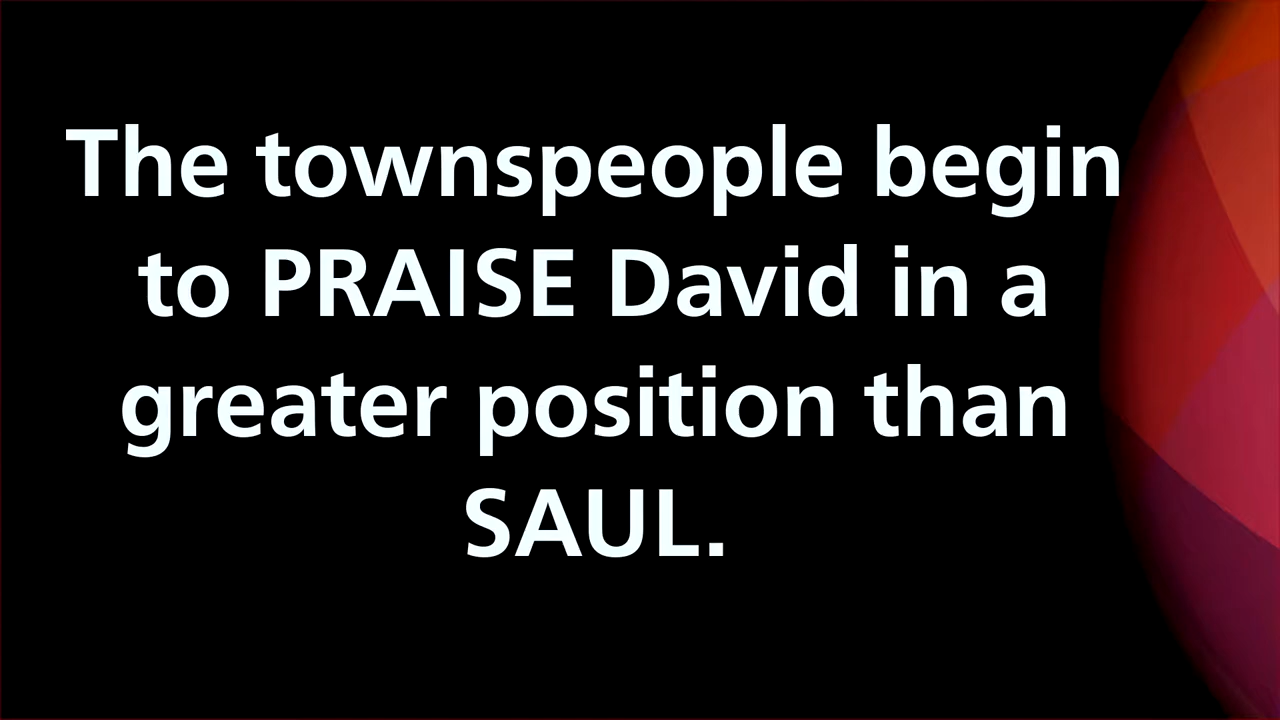 The townspeople begin
to PRAISE David in a
greater position than
SAUL.